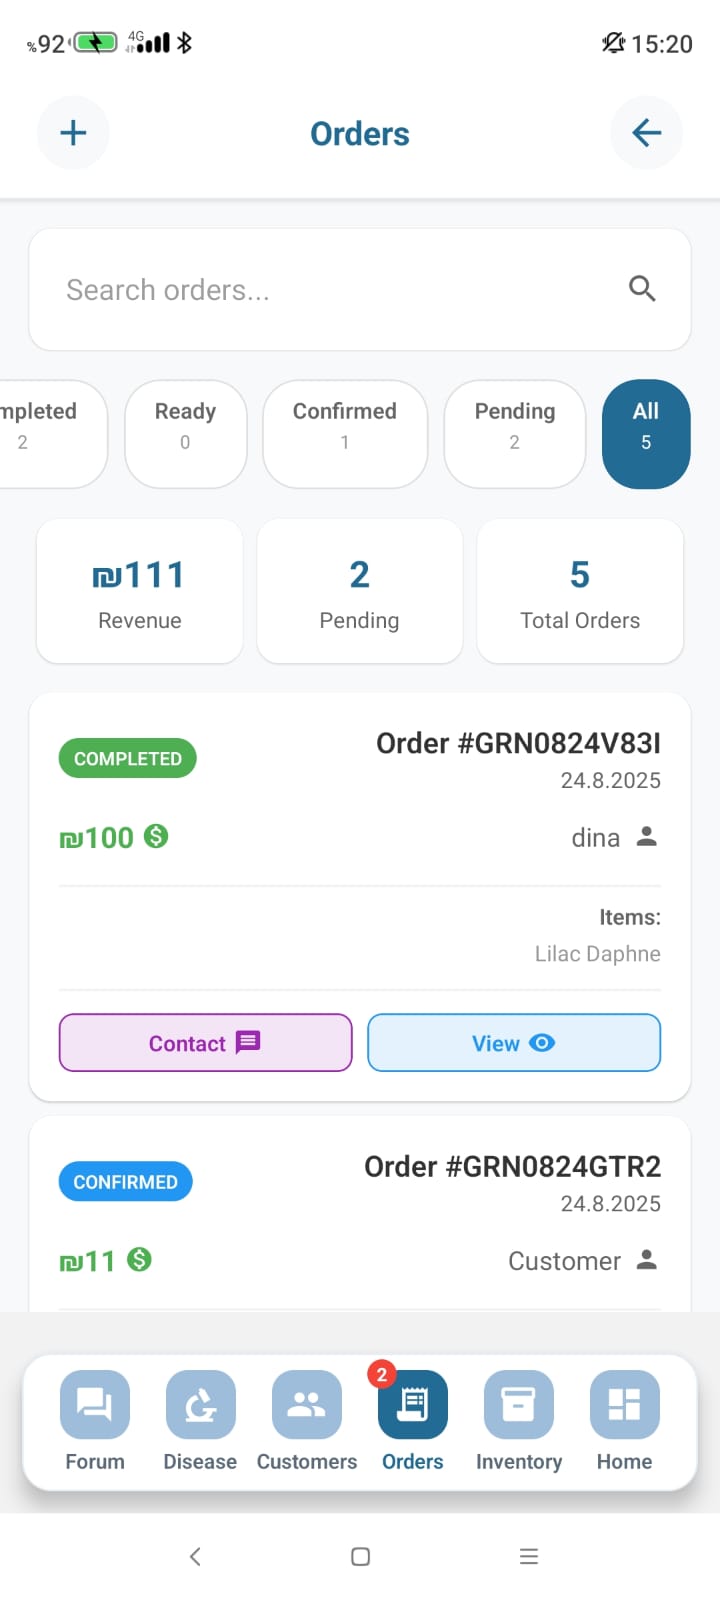 %92 4G 15:20
Orders
Search orders...
mpleted Ready Confirmed Pending All
2 0 1 2 5
₪111 2 5
Revenue Pending Total Orders
COMPLETED Order #GRN0824V83I
24.8.2025
₪100 $ dina
Items:
Lilac Daphne
Contact View
CONFIRMED Order #GRN0824GTR2
24.8.2025
₪11 $ Customer
2
Forum Disease Customers Orders Inventory Home